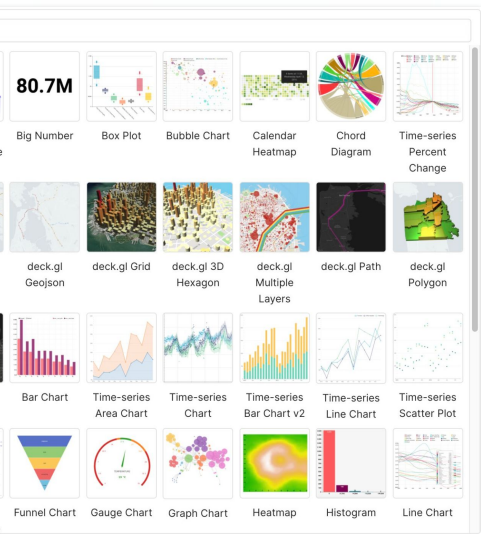 80.7M
Big Number
Box Plot
Bubble Chart
Calendar
Heatmap
Chord
Diagram
Time-series
Percent
Change
e
deck.gl
Geojson
deck.gl Grid
deck.gl 3D
Hexagon
deck.gl
Multiple
Layers
deck.gl Path
deck.gl
Polygon
Bar Chart
Time-series
Area Chart
Time-series
Chart
Time-series
Bar Chart v2
Time-series
Line Chart
Time-series
Scatter Plot
Funnel Chart
Gauge Chart
Graph Chart
Heatmap
Histogram
Line Chart